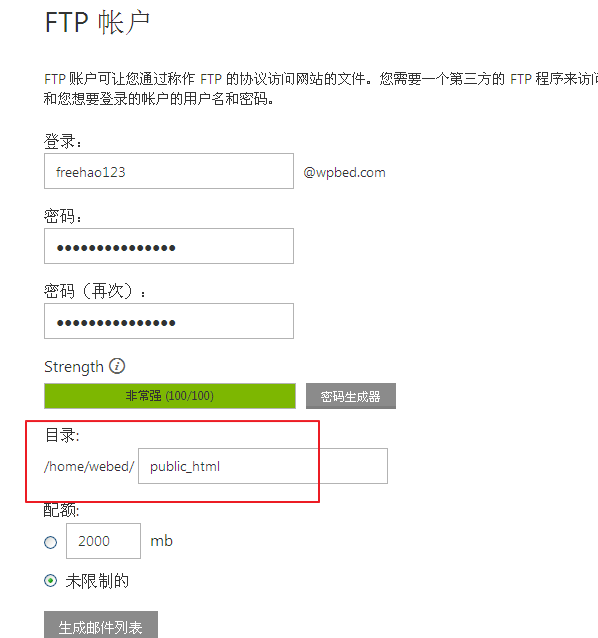 FTP 帐户
FTP 账户可让您通过称作 FTP 的协议访问网站的文件。您需要一个第三方的 FTP 程序来访问
和您想要登录的帐户的用户名和密码。
登录:
freehao123 @wpbed.com
密码:
●●●●●●●●●●●●●●●
密码（再次）:
●●●●●●●●●●●●●●●
Strength
非常强 (100/100) 密码生成器
目录:
/home/webed/ public_html
配额:
2000 mb
未限制的
生成邮件列表